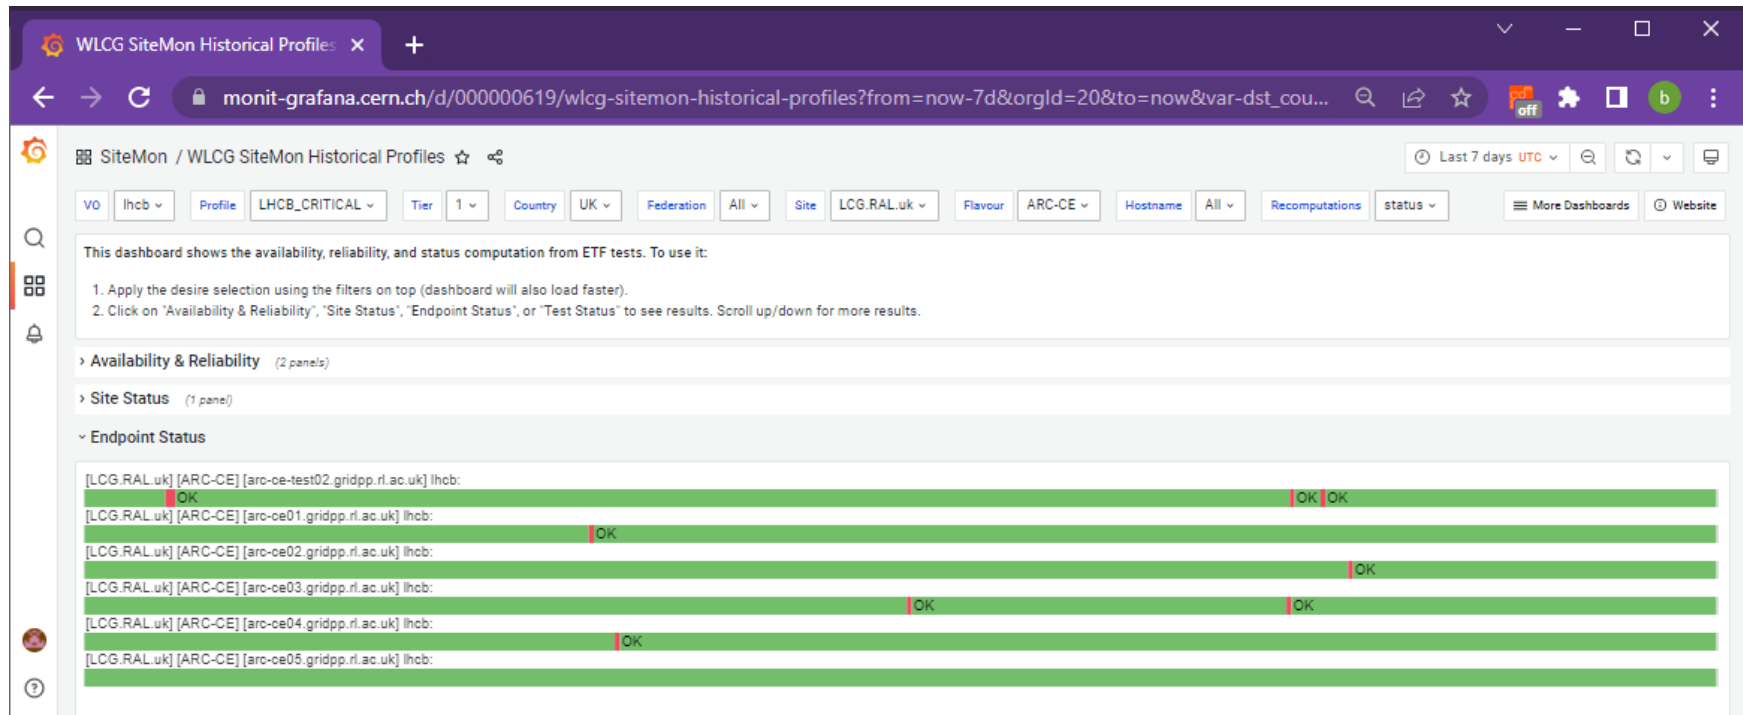 WLCG SiteMon Historical Profiles
monit-grafana.cern.ch/d/000000619/wlcg-sitemon-historical-profiles?from=now-7d&orgId=20&to=now&var-dst_cou...
off
b
SiteMon / WLCG SiteMon Historical Profiles
Last 7 days UTC
VO lhcb Profile LHCB_CRITICAL Tier 1 Country UK Federation All Site LCG.RAL.uk Flavour ARC-CE Hostname All Recomputations status More Dashboards Website
This dashboard shows the availability, reliability, and status computation from ETF tests. To use it:
1. Apply the desire selection using the filters on top (dashboard will also load faster).
2. Click on "Availability & Reliability", "Site Status", "Endpoint Status", or "Test Status" to see results. Scroll up/down for more results.
Availability & Reliability (2 panels)
Site Status (1 panel)
Endpoint Status
[LCG.RAL.uk] [ARC-CE] [arc-ce-test02.gridpp.rl.ac.uk] lhcb:
OK OK OK
[LCG.RAL.uk] [ARC-CE] [arc-ce01.gridpp.rl.ac.uk] lhcb:
OK
[LCG.RAL.uk] [ARC-CE] [arc-ce02.gridpp.rl.ac.uk] lhcb:
OK
[LCG.RAL.uk] [ARC-CE] [arc-ce03.gridpp.rl.ac.uk] lhcb:
OK OK
[LCG.RAL.uk] [ARC-CE] [arc-ce04.gridpp.rl.ac.uk] lhcb:
OK
[LCG.RAL.uk] [ARC-CE] [arc-ce05.gridpp.rl.ac.uk] lhcb: